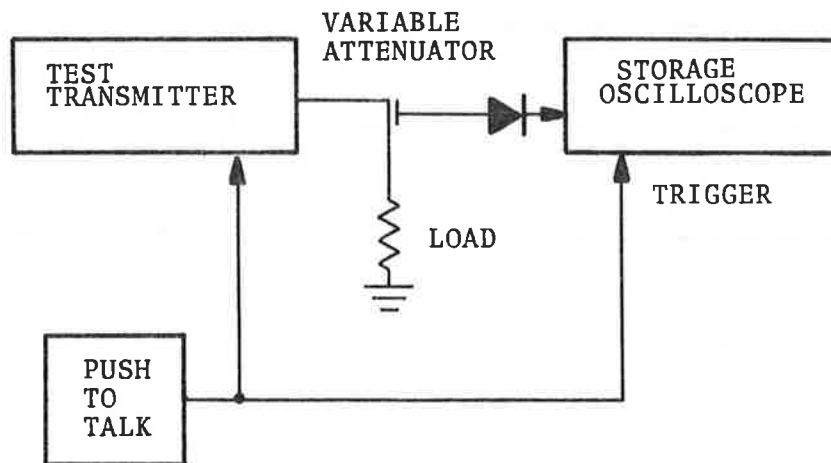 VARIABLE
ATTENUATOR
TEST
TRANSMITTER
STORAGE
OSCILLOSCOPE
TRIGGER
LOAD
PUSH
TO
TALK